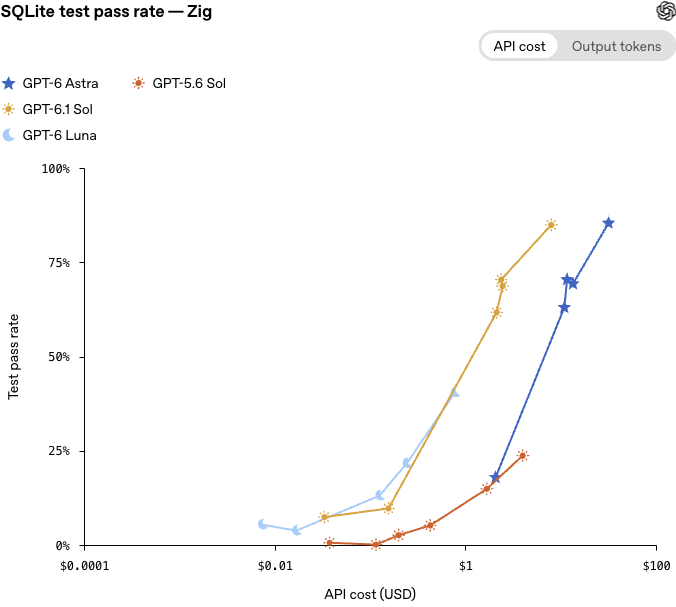 SQLite test pass rate — Zig
API cost
Output tokens
GPT-6 Astra
GPT-5.6 Sol
GPT-6.1 Sol
GPT-6 Luna
100%
75%
50%
25%
0%
Test pass rate
$0.0001
$0.01
$1
$100
API cost (USD)